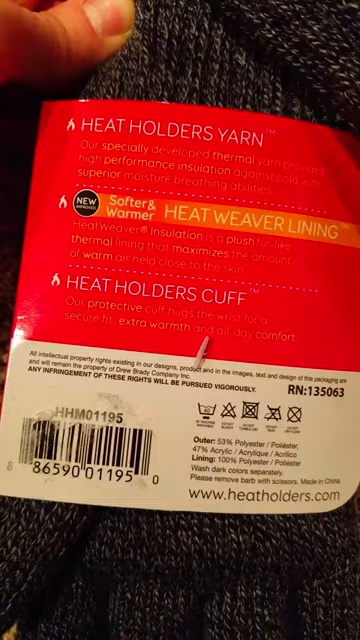 HEAT HOLDERS YARN™
Our specially developed thermal yarn provides
high performance insulation against cold with
superior moisture breathing abilities.
NEW
IMPROVED
Softer &
Warmer
HEAT WEAVER LINING™
HeatWeaver® Insulation is a plush fur-like
thermal lining that maximizes the amount
of warm air held close to the skin.
HEAT HOLDERS CUFF™
Our protective cuff hugs the wrist for a
secure fit, extra warmth and all-day comfort.
All intellectual property rights existing in our designs, product and in the images, text and design of this packaging are
and will remain the property of Drew Brady Company Inc.
ANY INFRINGEMENT OF THESE RIGHTS WILL BE PURSUED VIGOROUSLY.
RN:135063
HHM01195
8 86590 01195 0
40
Outer: 53% Polyester / Poliéster,
47% Acrylic / Acrylique / Acrílico
Lining: 100% Polyester / Poliéster
Wash dark colors separately.
Please remove barb with scissors. Made in China.
www.heatholders.com